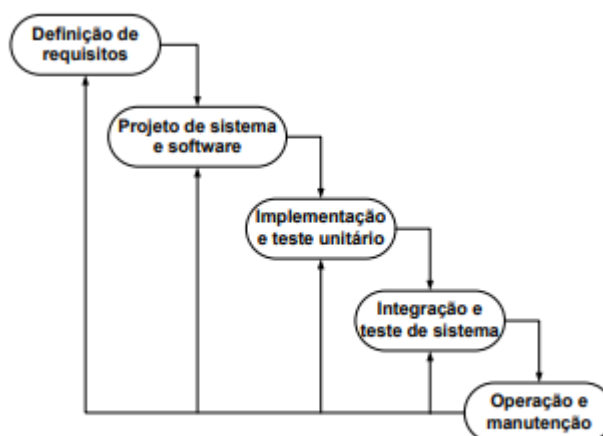 Definição de
requisitos
Projeto de sistema
e software
Implementação
e teste unitário
Integração e
teste de sistema
Operação e
manutenção